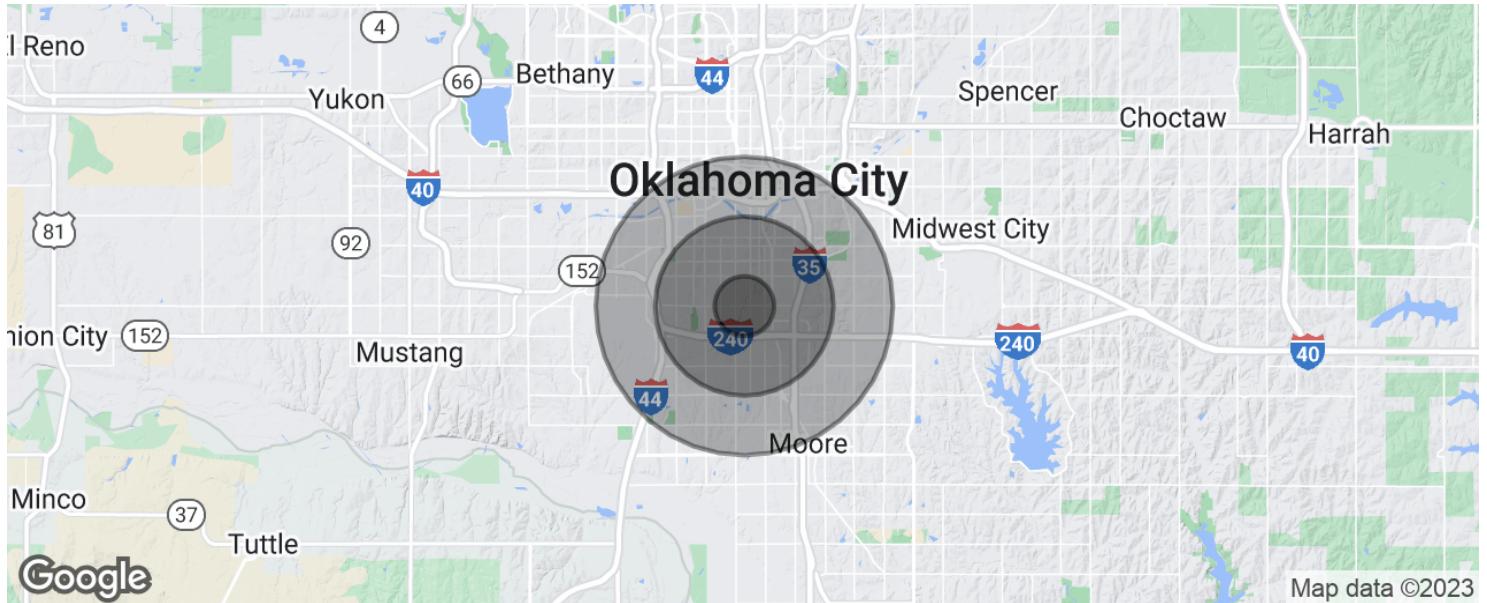 4
El Reno
Bethany
44
66
Yukon
Spencer
Choctaw
Harrah
Oklahoma City
40
81
Midwest City
92
152
35
nion City
152
240
240
Mustang
40
44
Moore
Minco
37
Tuttle
Google
Map data ©2023